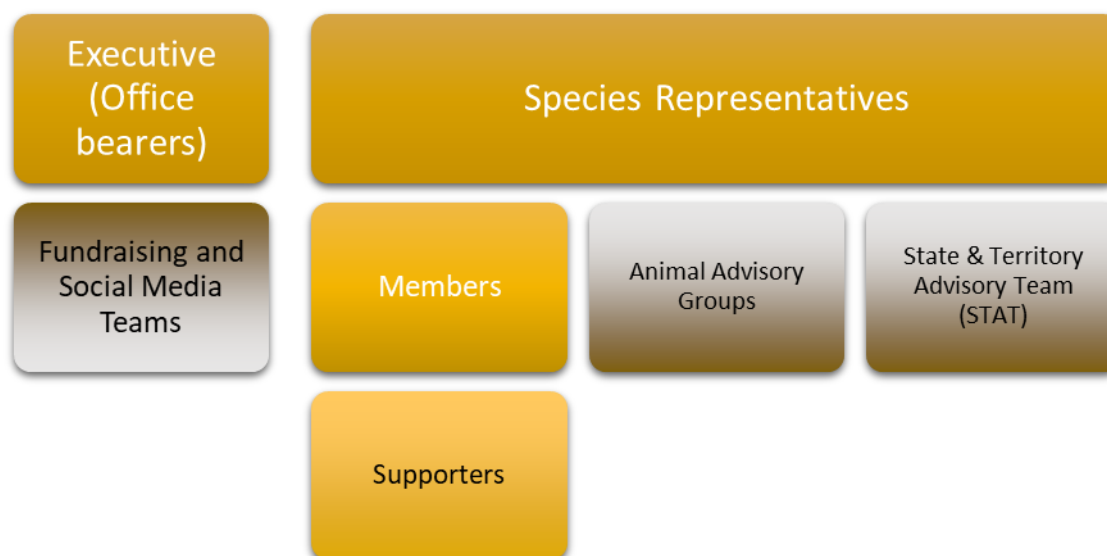 Executive
(Office
bearers)
Species Representatives
Fundraising and
Social Media
Teams
Members
Animal Advisory
Groups
State & Territory
Advisory Team
(STAT)
Supporters